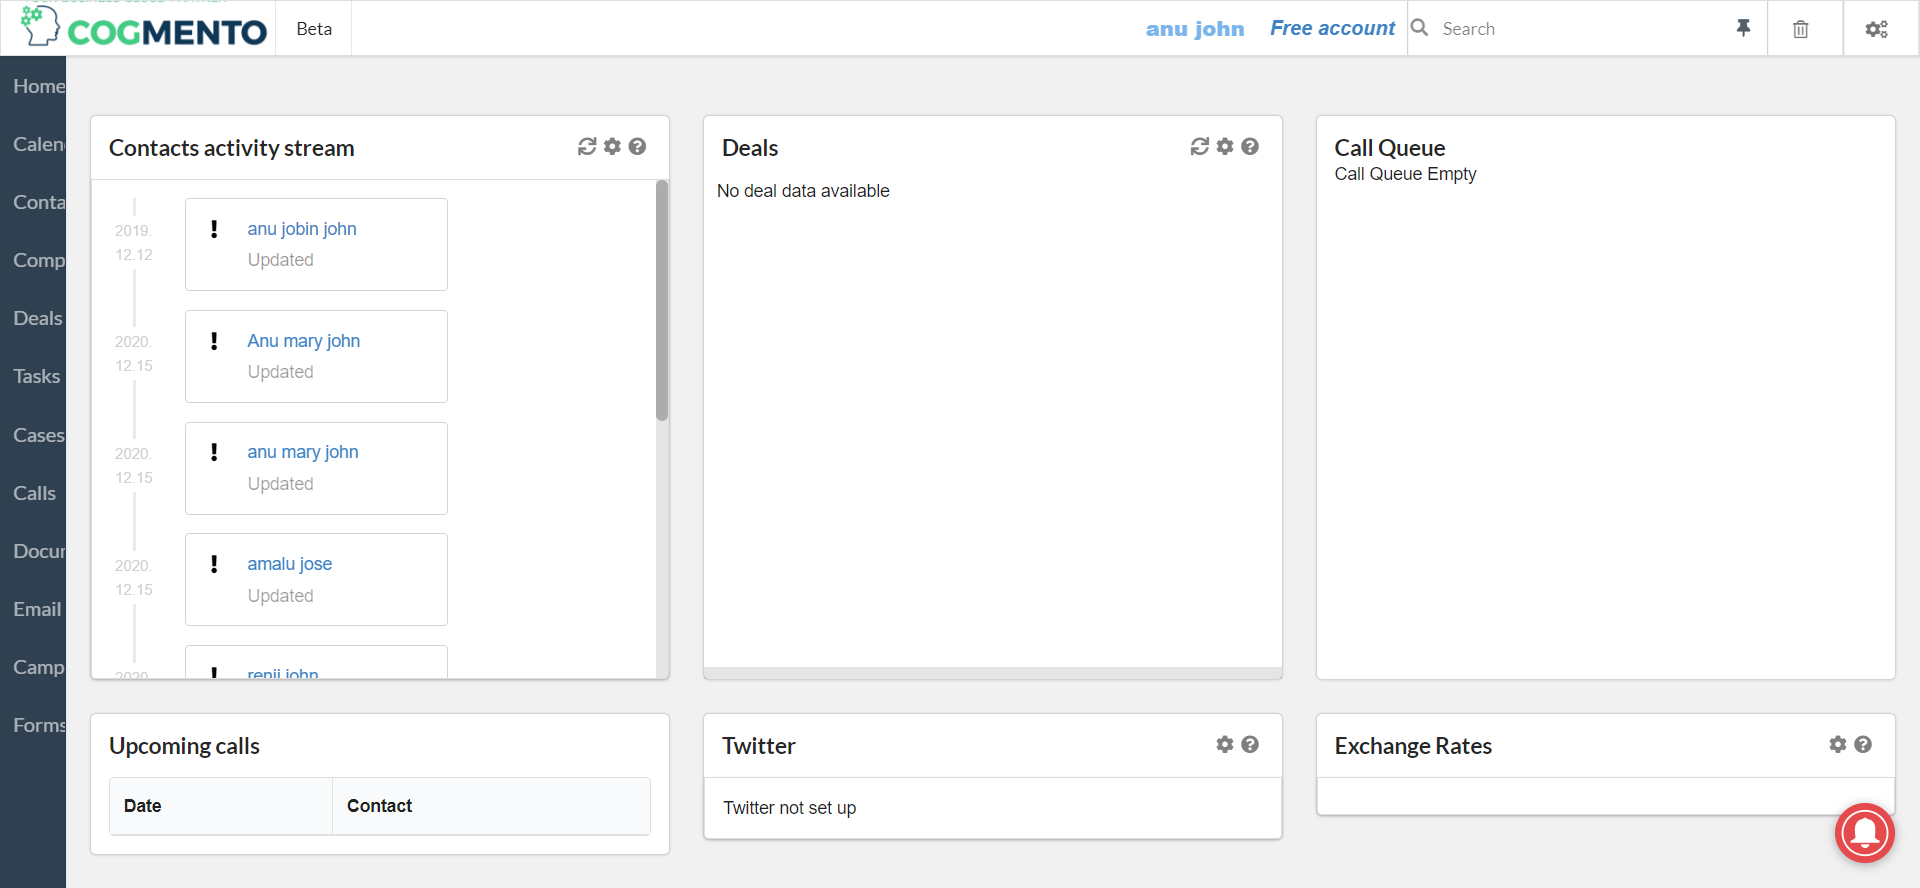 COGMENTO
Beta
anu john
Free account
Search
Home
Calen
Conta
Comp
Deals
Tasks
Cases
Calls
Docur
Email
Camp
Forms
Contacts activity stream
2019.
12.12
anu jobin john
Updated
2020.
12.15
Anu mary john
Updated
2020.
12.15
anu mary john
Updated
2020.
12.15
amalu jose
Updated
2020.
renji john
Deals
No deal data available
Call Queue
Call Queue Empty
Upcoming calls
Date Contact
Twitter
Twitter not set up
Exchange Rates